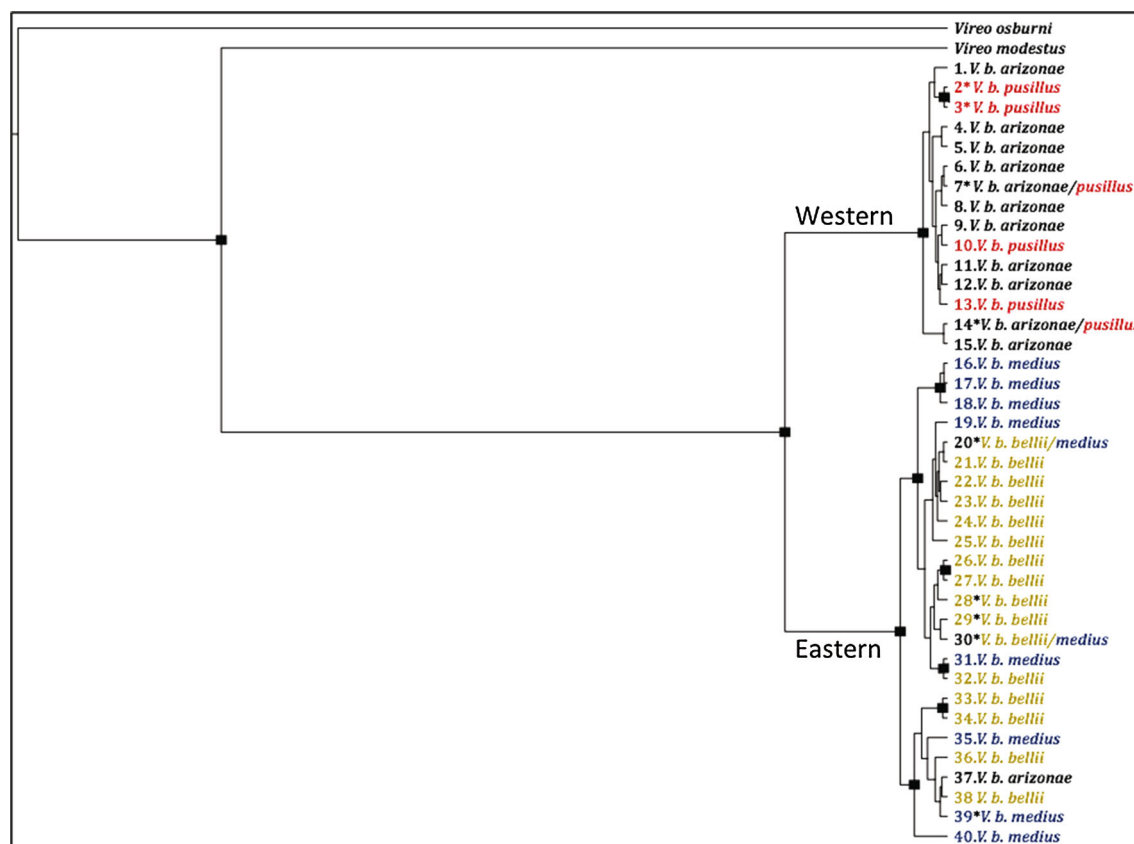 Vireo osburni
Vireo modestus
1.V. b. arizonae
2*V. b. pusillus
3*V. b. pusillus
4.V. b. arizonae
5.V. b. arizonae
6.V. b. arizonae
7*V. b. arizonae/pusillus
8.V. b. arizonae
Western
9.V. b. arizonae
10.V. b. pusillus
11.V. b. arizonae
12.V. b. arizonae
13.V. b. pusillus
14*V. b. arizonae/pusillus
15.V. b. arizonae
16.V. b. medius
17.V. b. medius
18.V. b. medius
19.V. b. medius
20*V. b. bellii/medius
21.V. b. bellii
22.V. b. bellii
23.V. b. bellii
24.V. b. bellii
25.V. b. bellii
26.V. b. bellii
27.V. b. bellii
28*V. b. bellii
29*V. b. bellii
30*V. b. bellii/medius
Eastern
31.V. b. medius
32.V. b. bellii
33.V. b. bellii
34.V. b. bellii
35.V. b. medius
36.V. b. bellii
37.V. b. arizonae
38 V. b. bellii
39*V. b. medius
40.V. b. medius